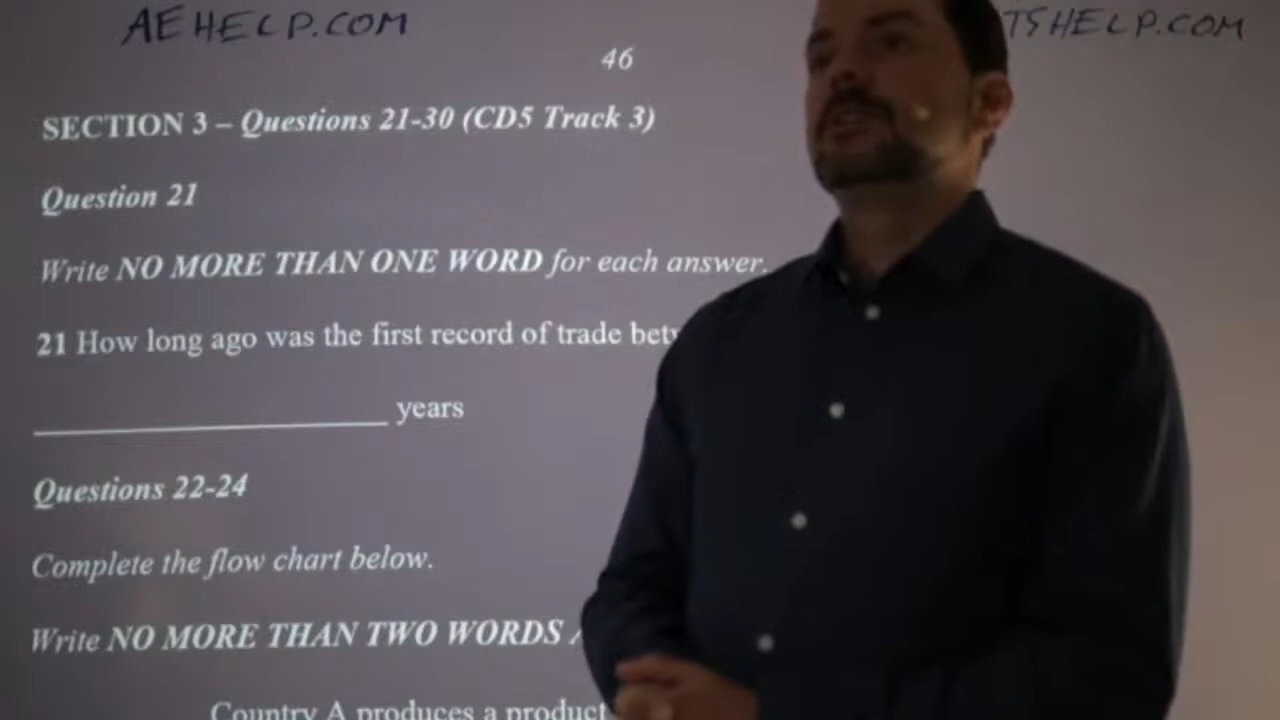 AEHELP.COM TSHELP.COM
46
SECTION 3 – Questions 21-30 (CD5 Track 3)
Question 21
Write NO MORE THAN ONE WORD for each answer.
21 How long ago was the first record of trade
____________________ years
Questions 22-24
Complete the flow chart below.
Write NO MORE THAN TWO WORDS
Country A produces a product